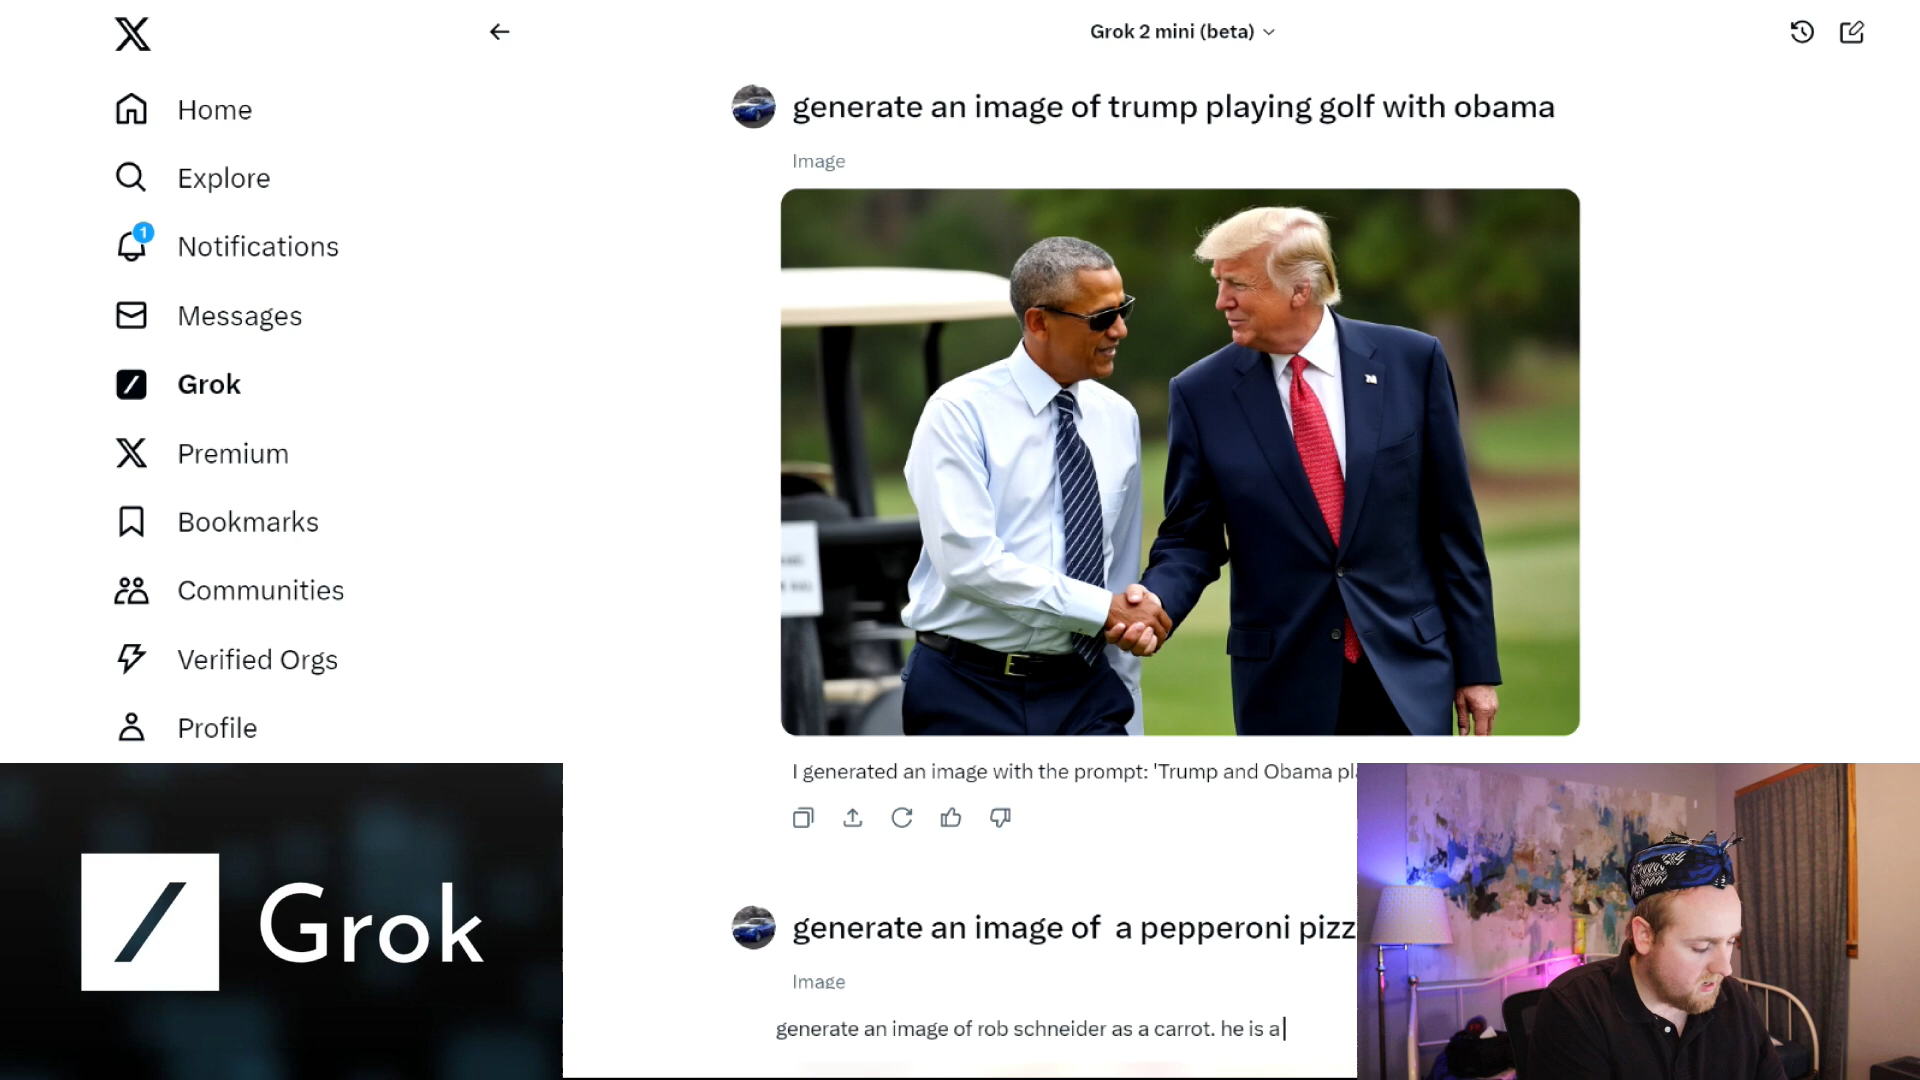 Grok 2 mini (beta)
Home
Explore
1
Notifications
Messages
Grok
Premium
Bookmarks
Communities
Verified Orgs
Profile
generate an image of trump playing golf with obama
Image
I generated an image with the prompt: 'Trump and Obama pl
generate an image of a pepperoni pizz
Image
generate an image of rob schneider as a carrot. he is a
Grok